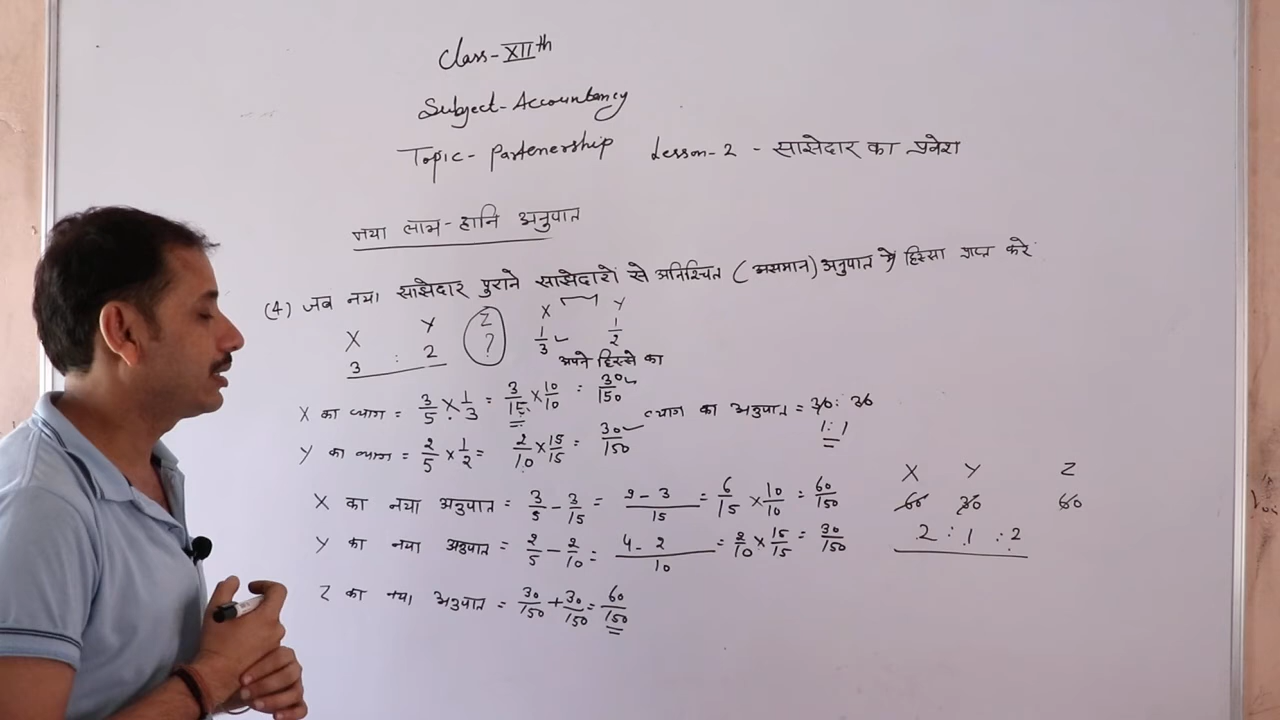 Class-XIIth
Subject-Accountancy
Topic-Partenership Lesson-2 - साझेदार का प्रवेश
नया लाभ-हानि अनुपात
(4) जब नया साझेदार पुराने साझेदारो से अनिश्चित (असमान) अनुपात मे हिस्सा प्राप्त करे
X Y Z X Y
3 : 2 ? 1/3 1/2
अपने हिस्से का
X का त्याग = 3/5 × 1/3 = 3/15 × 10/10 = 30/150
त्याग का अनुपात = 30 : 30
Y का त्याग = 2/5 × 1/2 = 2/10 × 15/15 = 30/150
1 : 1
X Y Z
X का नया अनुपात = 3/5 - 3/15 = 9-3/15 = 6/15 × 10/10 = 60/150 60 30 60
Y का नया अनुपात = 2/5 - 2/10 = 4-2/10 = 2/10 × 15/15 = 30/150 2 : 1 : 2
Z का नया अनुपात = 30/150 + 30/150 = 60/150